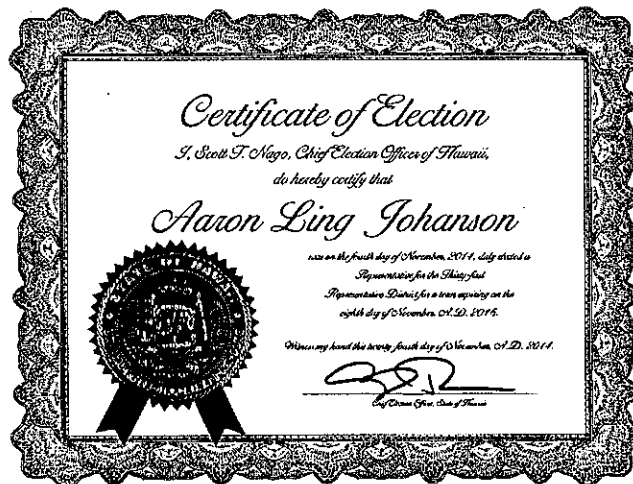 Certificate of Election
I, Scott T. Nago, Chief Election Officer of Hawaii,
do hereby certify that
Aaron Ling Johanson
was on the fourth day of November, 2014, duly elected a
Representative for the Thirty-first
Representative District for a term expiring on the
eighth day of November, A.D. 2016.
Witness my hand this twenty-fourth day of November, A.D. 2014.
Chief Election Officer, State of Hawaii
STATE OF HAWAII